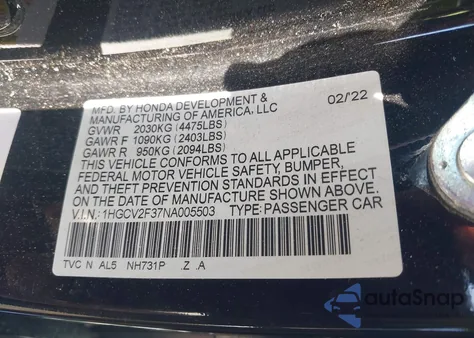 MFD. BY HONDA DEVELOPMENT &
MANUFACTURING OF AMERICA, LLC
02/'22
GVWR 2030KG (4475LBS)
GAWR F 1090KG (2403LBS)
GAWR R 950KG (2094LBS)
THIS VEHICLE CONFORMS TO ALL APPLICABLE
FEDERAL MOTOR VEHICLE SAFETY, BUMPER,
AND THEFT PREVENTION STANDARDS IN EFFECT
ON THE DATE OF MANUFACTURE SHOWN ABOVE.
V.I.N.: 1HGCV2F37NA005503 TYPE: PASSENGER CAR
TVC N AL5 NH731P .Z .A
autoSnap